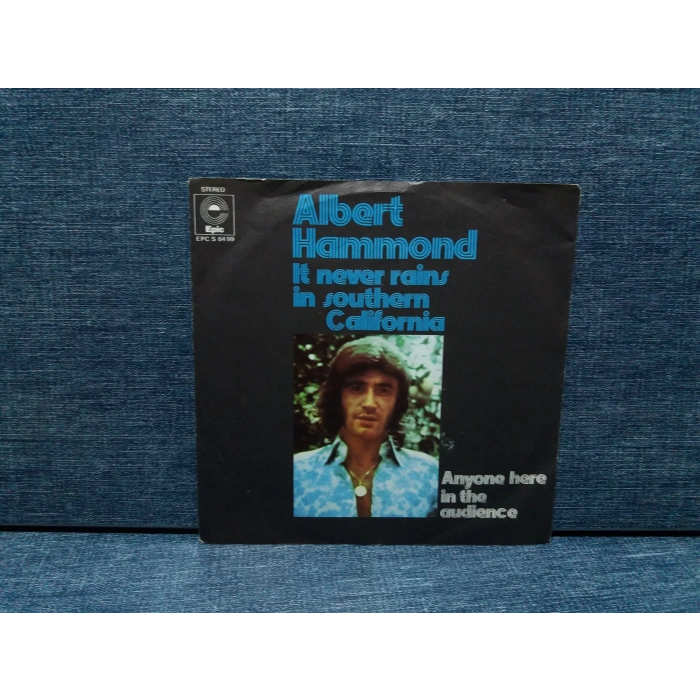 STEREO
Epic
EPC S 8499
Albert
Hammond
It never rains
in southern
California
Anyone here
in the
audience